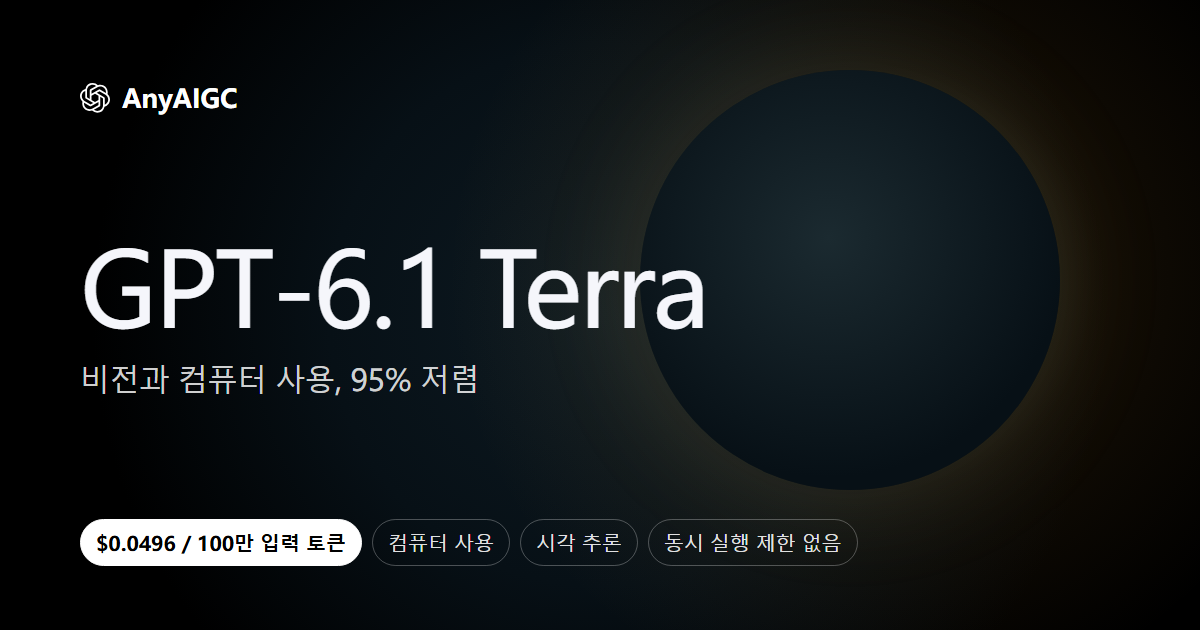 AnyAIGC
GPT-6.1 Terra
비전과 컴퓨터 사용, 95% 저렴
$0.0496 / 100만 입력 토큰
컴퓨터 사용
시각 추론
동시 실행 제한 없음